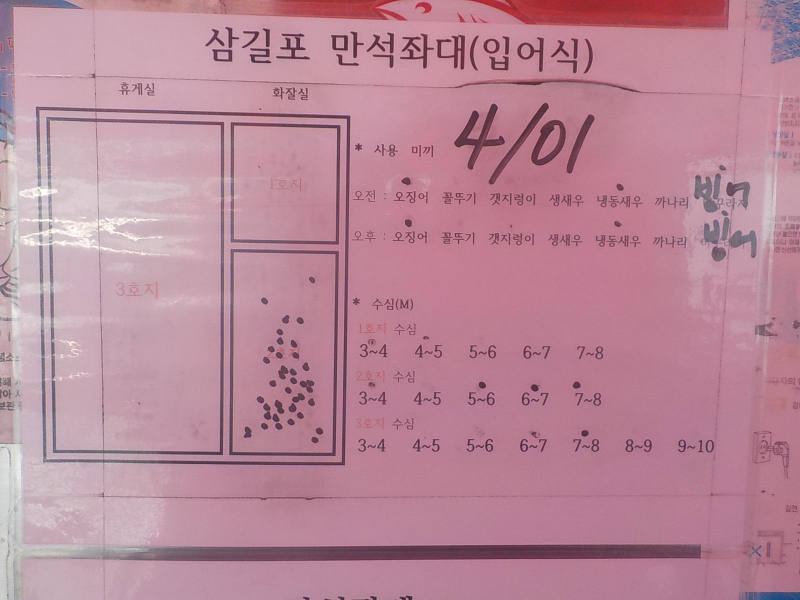 삼길포 만석좌대(입어식)
휴게실 화잘실
4/01
* 사용 미끼
1호지
오전 : 오징어 꼴뚜기 갯지렁이 생새우 냉동새우 까나리 빙어
오후 : 오징어 꼴뚜기 갯지렁이 생새우 냉동새우 까나리 빙어
3호지
* 수심(M)
1호지 수심
3~4 4~5 5~6 6~7 7~8
2호지 수심
3~4 4~5 5~6 6~7 7~8
3호지 수심
3~4 4~5 5~6 6~7 7~8 8~9 9~10